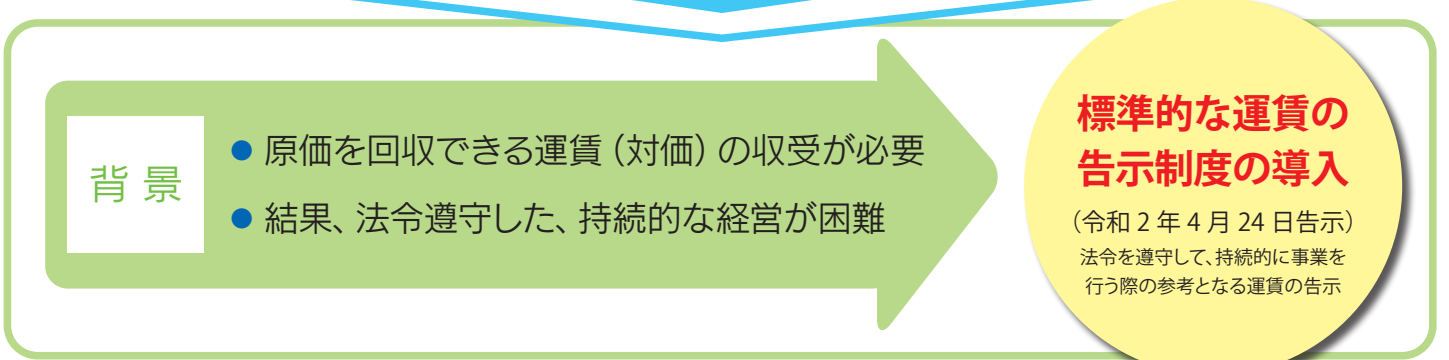 背景
● 原価を回収できる運賃（対価）の収受が必要
● 結果、法令遵守した、持続的な経営が困難
標準的な運賃の
告示制度の導入
（令和 2 年 4 月 24 日告示）
法令を遵守して、持続的に事業を
行う際の参考となる運賃の告示